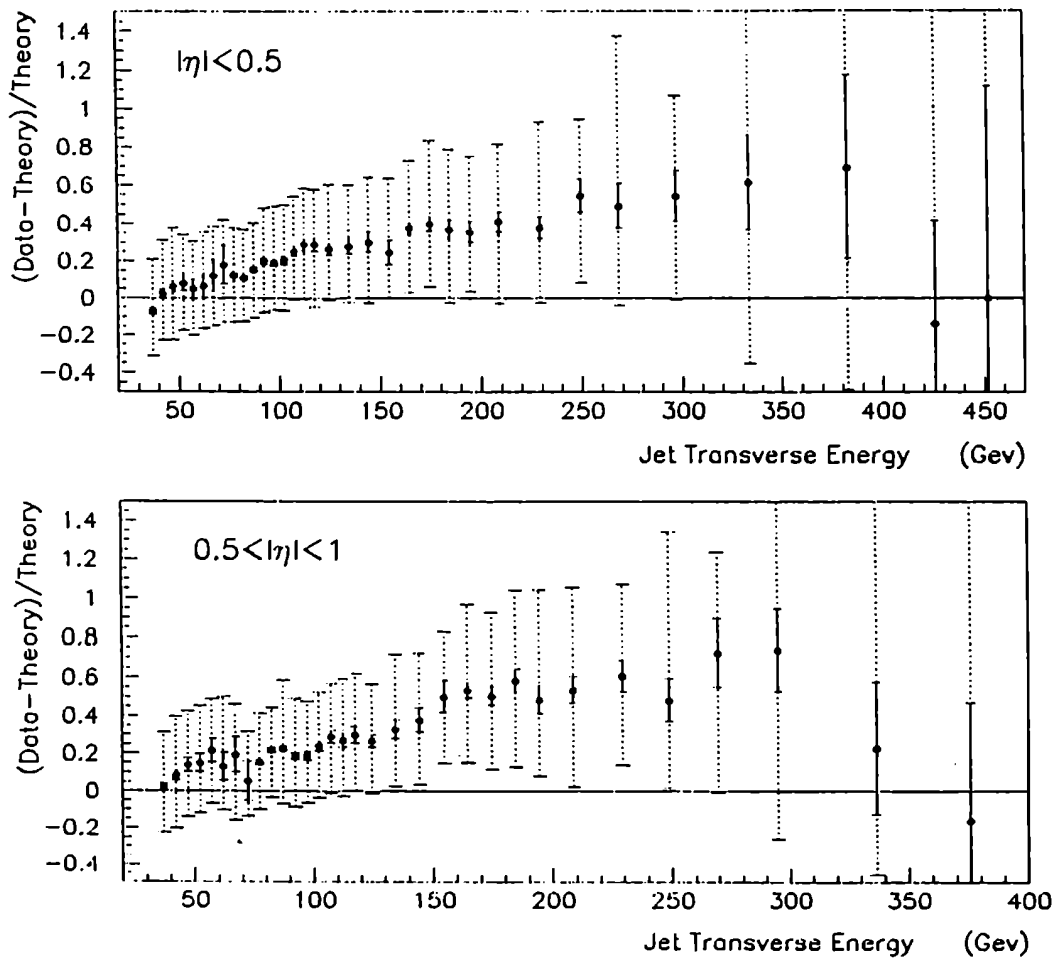 (Data-Theory)/Theory
|η|<0.5
1.4
1.2
1
0.8
0.6
0.4
0.2
0
-0.2
-0.4
50 100 150 200 250 300 350 400 450
Jet Transverse Energy (Gev)
(Data-Theory)/Theory
0.5<|η|<1
1.4
1.2
1
0.8
0.6
0.4
0.2
0
-0.2
-0.4
50 100 150 200 250 300 350 400
Jet Transverse Energy (Gev)